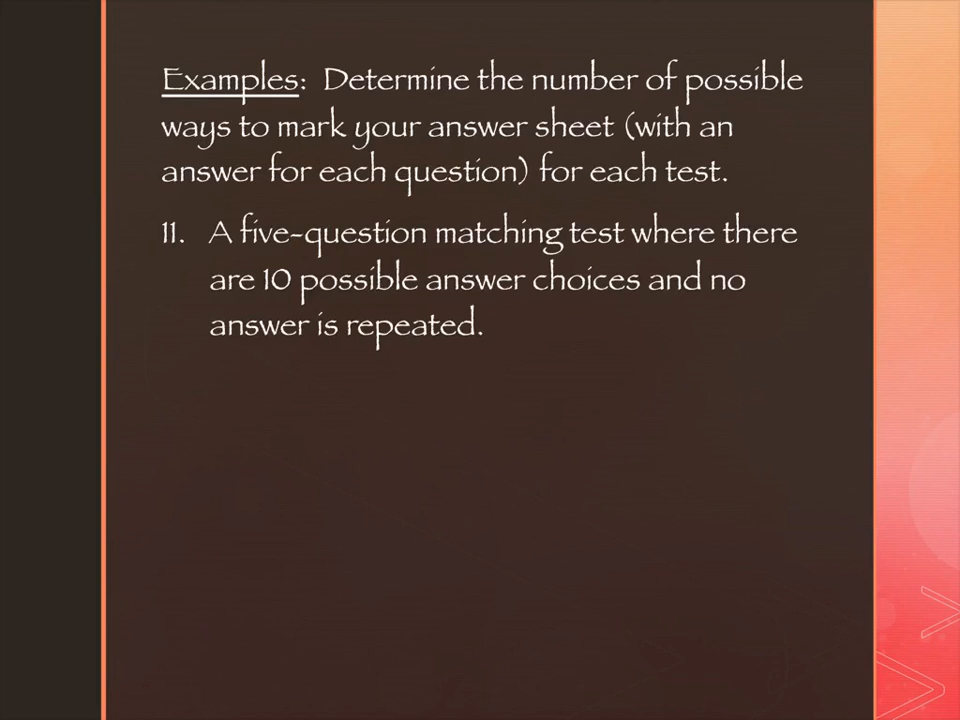 Examples: Determine the number of possible
ways to mark your answer sheet (with an
answer for each question) for each test.
11. A five-question matching test where there
are 10 possible answer choices and no
answer is repeated.